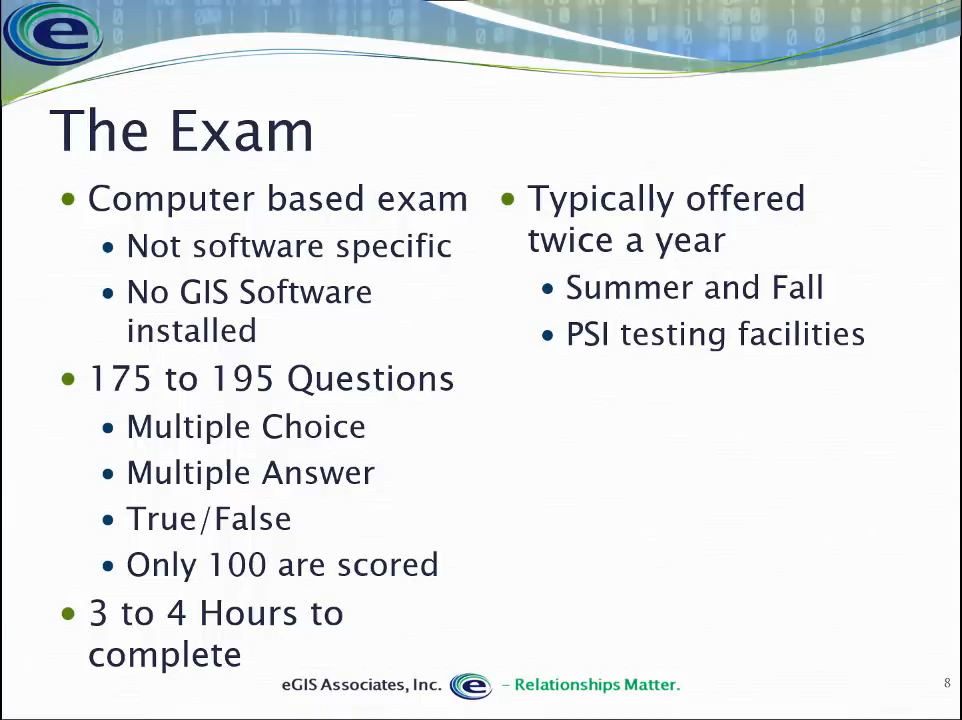 The Exam
Computer based exam
Not software specific
No GIS Software
installed
175 to 195 Questions
Multiple Choice
Multiple Answer
True/False
Only 100 are scored
3 to 4 Hours to
complete
Typically offered
twice a year
Summer and Fall
PSI testing facilities
eGIS Associates, Inc. e – Relationships Matter.
8